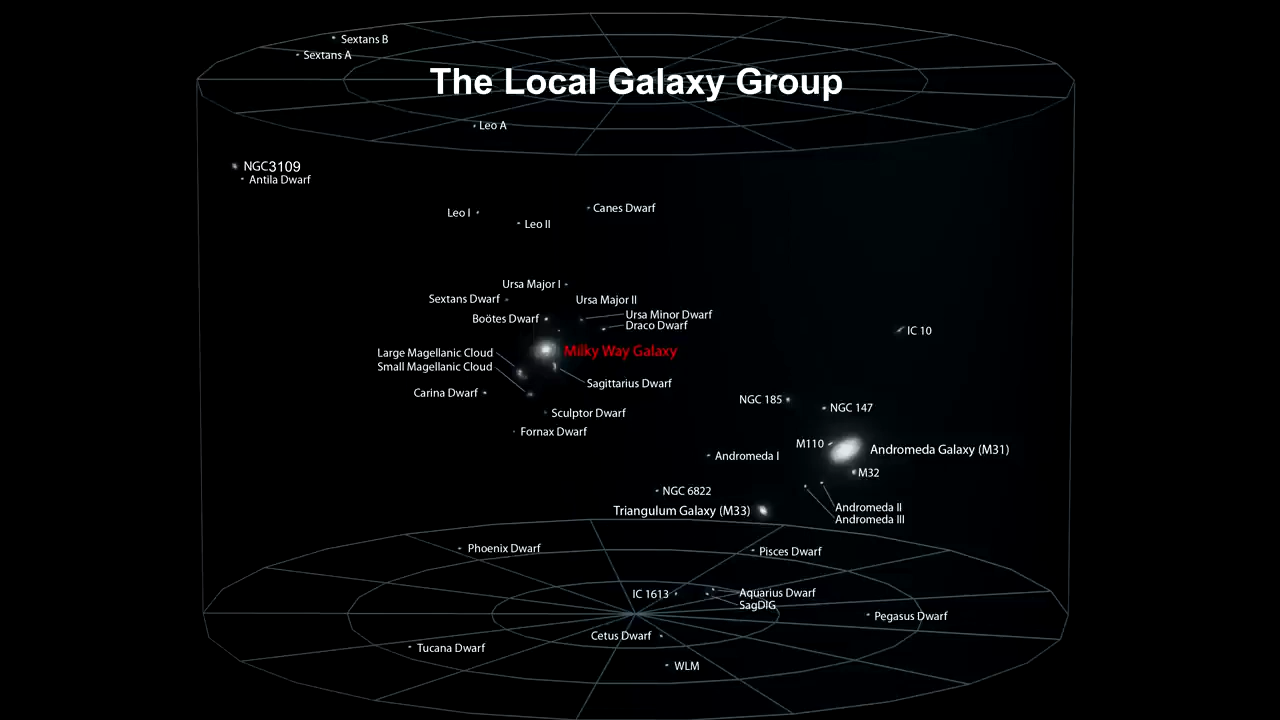 Sextans B
Sextans A
The Local Galaxy Group
Leo A
NGC3109
Antila Dwarf
Canes Dwarf
Leo I
Leo II
Ursa Major I
Sextans Dwarf
Ursa Major II
Ursa Minor Dwarf
Boötes Dwarf
Draco Dwarf
IC 10
Milky Way Galaxy
Large Magellanic Cloud
Small Magellanic Cloud
Sagittarius Dwarf
Carina Dwarf
NGC 185
NGC 147
Sculptor Dwarf
Fornax Dwarf
M110
Andromeda Galaxy (M31)
Andromeda I
M32
NGC 6822
Triangulum Galaxy (M33)
Andromeda II
Andromeda III
Phoenix Dwarf
Pisces Dwarf
IC 1613
Aquarius Dwarf
SagDIG
Pegasus Dwarf
Cetus Dwarf
Tucana Dwarf
WLM